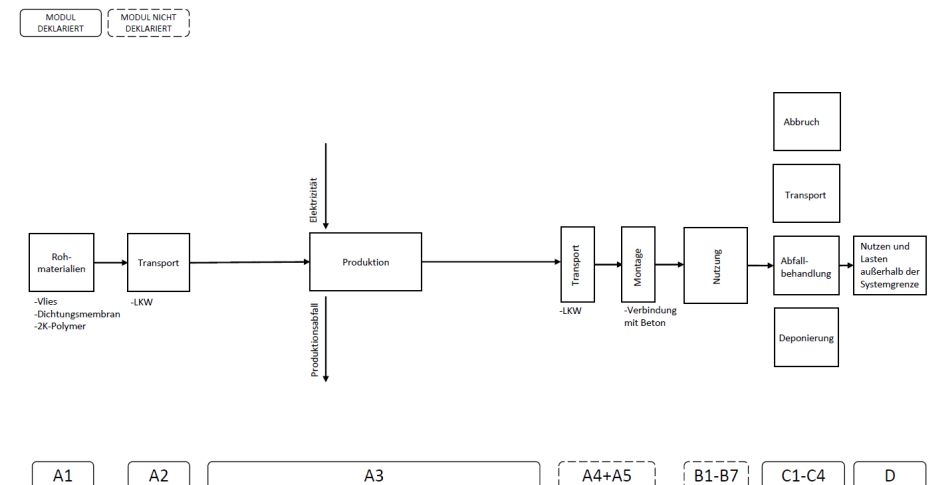 MODUL
DEKLARIERT
MODUL NICHT
DEKLARIERT
Abbruch
Transport
Elektrizität
Roh-
materialien
Transport
Produktion
Transport
Montage
Nutzung
Abfall-
behandlung
Nutzen und
Lasten
außerhalb der
Systemgrenze
-Vlies
-Dichtungsmembran
-2K-Polymer
-LKW
-LKW
-Verbindung
mit Beton
Produktionsabfall
Deponierung
A1
A2
A3
A4+A5
B1-B7
C1-C4
D